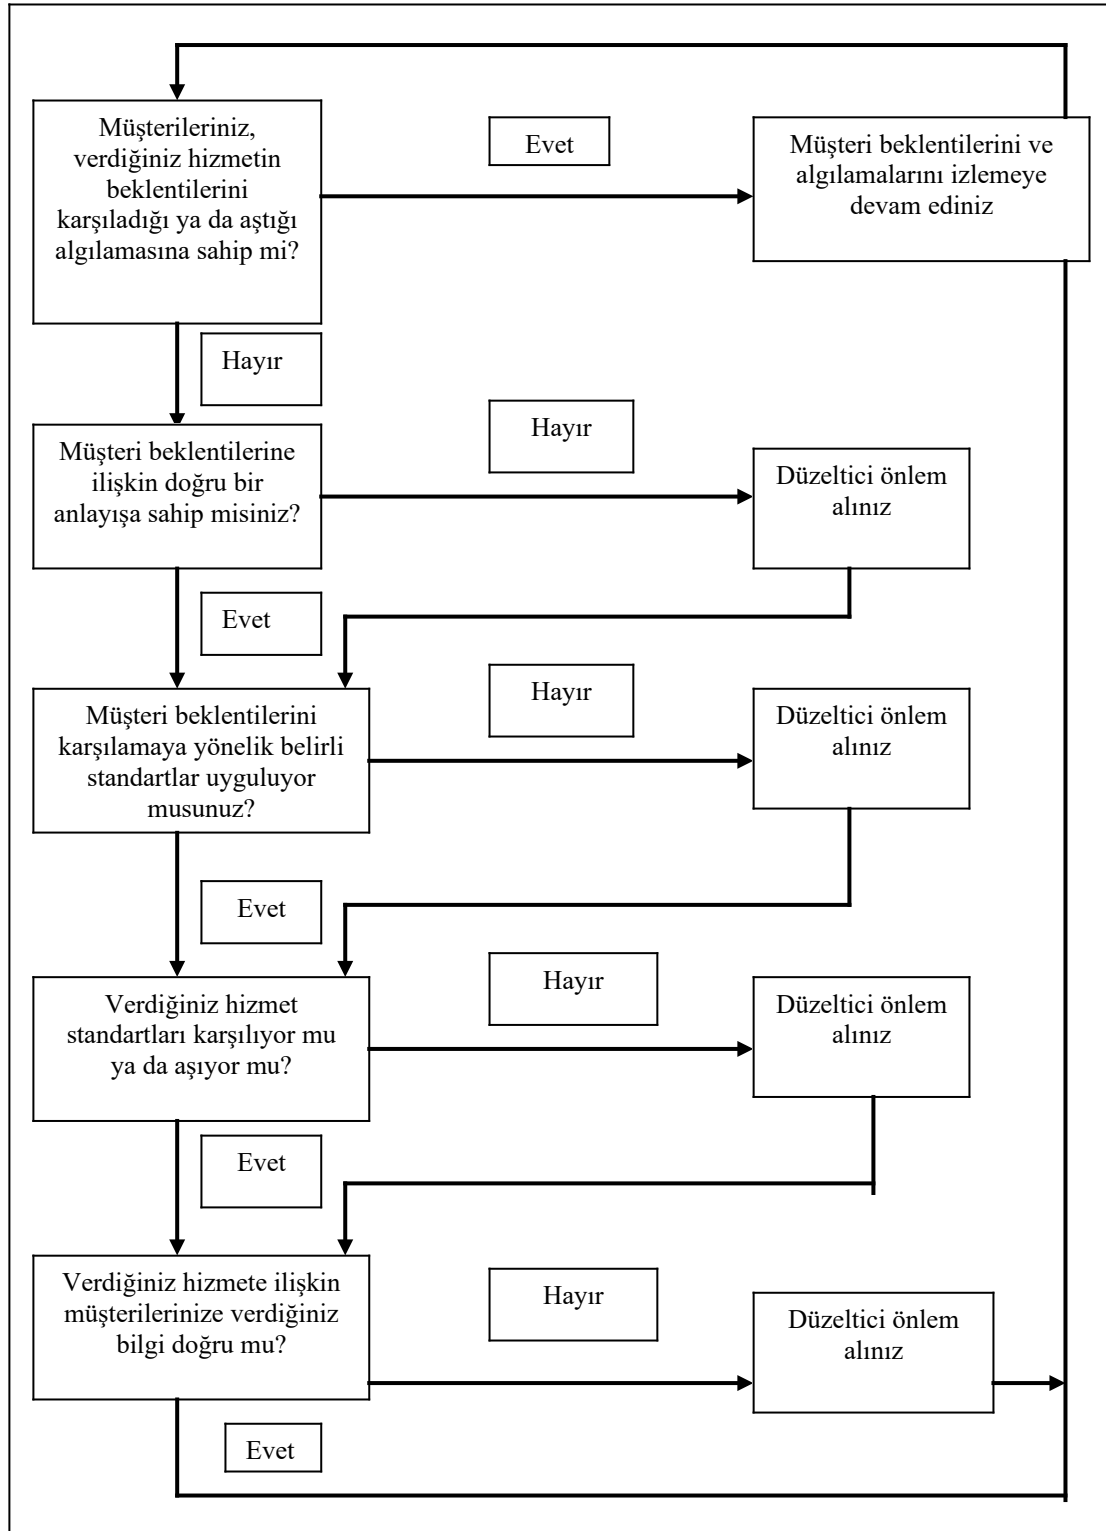 Müşterileriniz,
verdiğiniz hizmetin
beklentilerini
karşıladığı ya da aştığı
algılamasına sahip mi?
Evet
Müşteri beklentilerini ve
algılamalarını izlemeye
devam ediniz
Hayır
Müşteri beklentilerine
ilişkin doğru bir
anlayışa sahip misiniz?
Hayır
Düzeltici önlem
alınız
Evet
Müşteri beklentilerini
karşılamaya yönelik belirli
standartlar uyguluyor
musunuz?
Hayır
Düzeltici önlem
alınız
Evet
Verdiğiniz hizmet
standartları karşılıyor mu
ya da aşıyor mu?
Hayır
Düzeltici önlem
alınız
Evet
Verdiğiniz hizmete ilişkin
müşterilerinize verdiğiniz
bilgi doğru mu?
Hayır
Düzeltici önlem
alınız
Evet